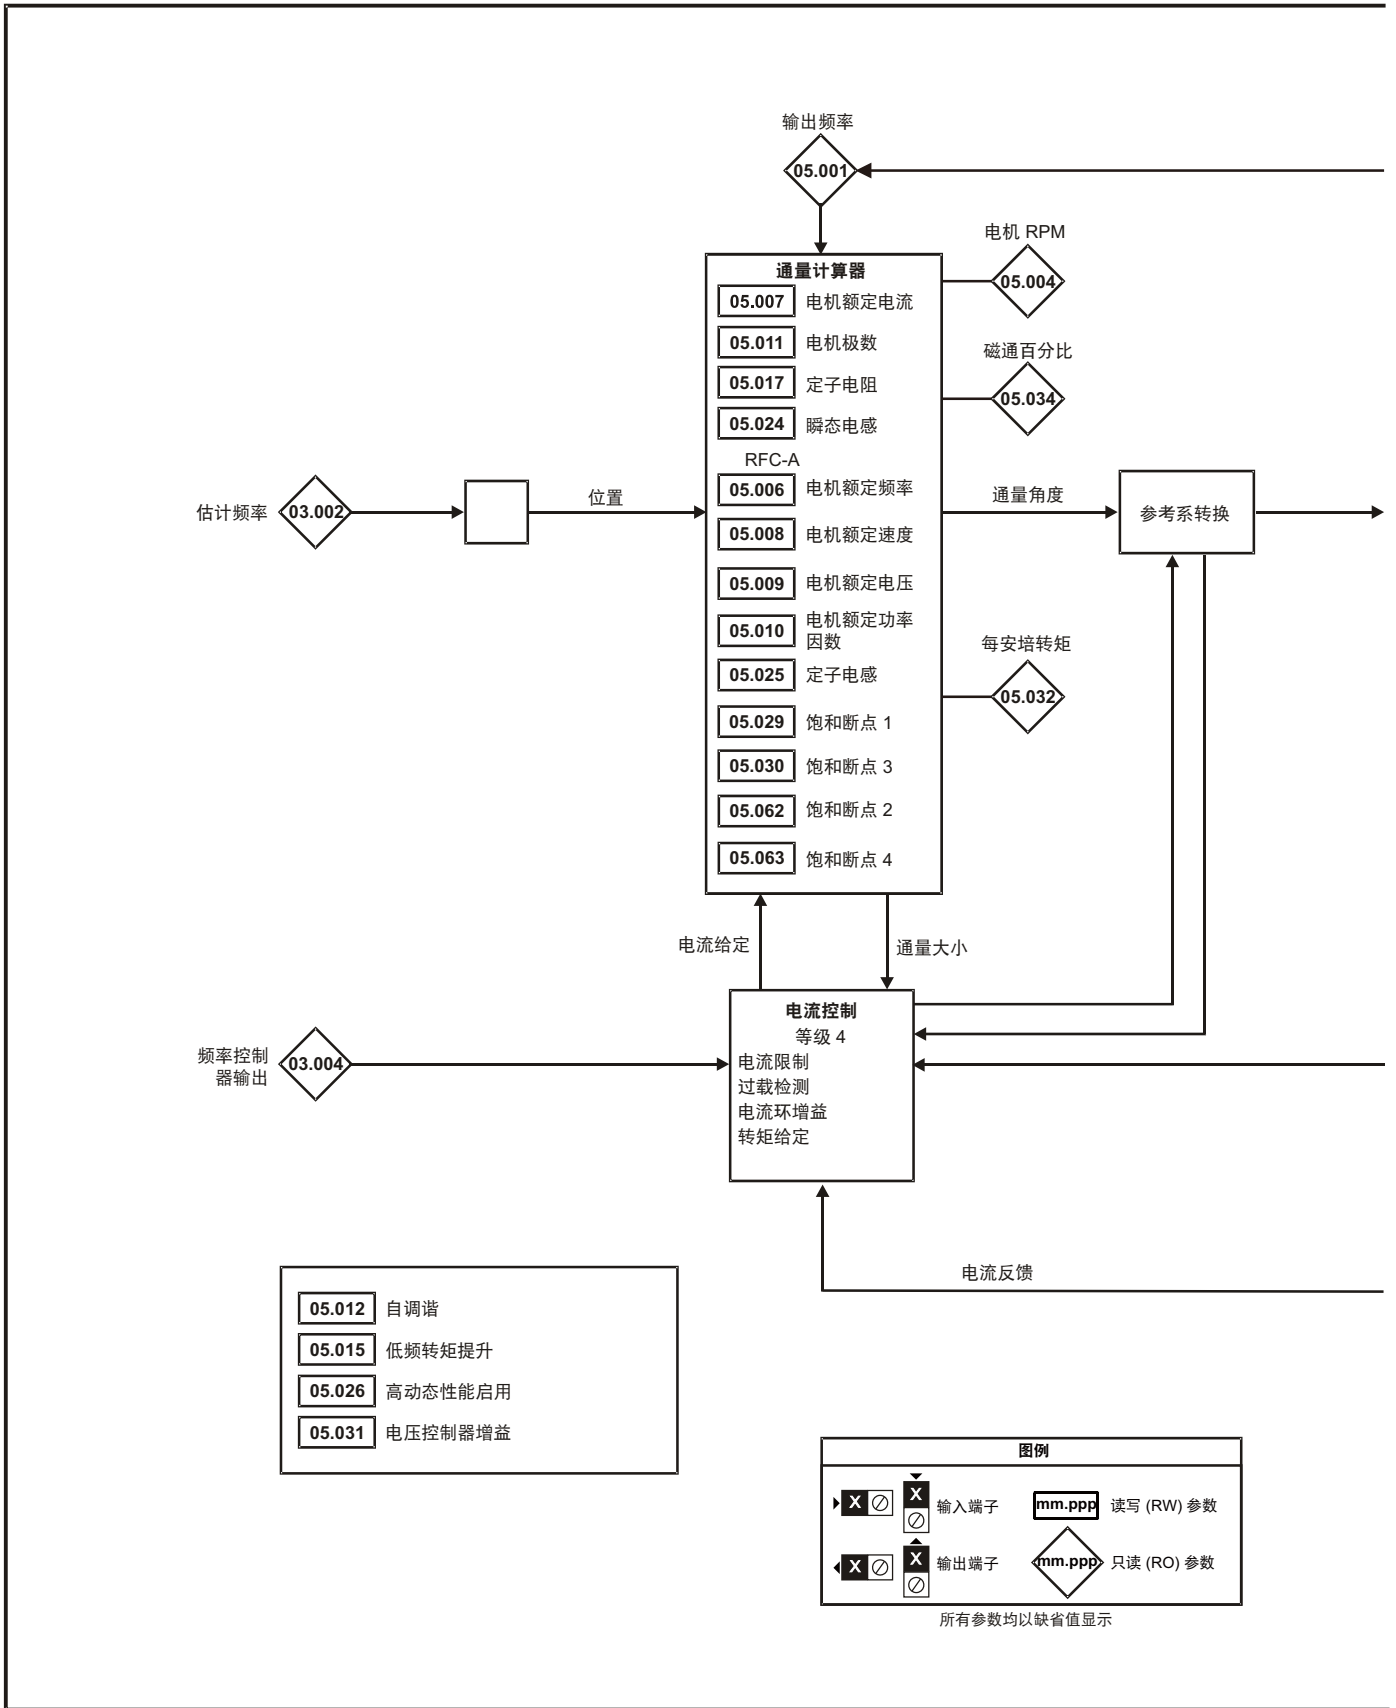 输出频率
05.001
电机 RPM
05.004
通量计算器
05.007 电机额定电流
05.011 电机极数
05.017 定子电阻
05.024 瞬态电感
RFC-A
05.006 电机额定频率
05.008 电机额定速度
05.009 电机额定电压
05.010 电机额定功率
因数
05.025 定子电感
05.029 饱和断点 1
05.030 饱和断点 3
05.062 饱和断点 2
05.063 饱和断点 4
磁通百分比
05.034
估计频率 03.002
位置
通量角度
参考系转换
每安培转矩
05.032
电流给定
通量大小
电流控制
等级 4
电流限制
过载检测
电流环增益
转矩给定
频率控制
器输出
03.004
电流反馈
05.012 自调谐
05.015 低频转矩提升
05.026 高动态性能启用
05.031 电压控制器增益
图例
X X 输入端子 mm.ppp 读写 (RW) 参数
X X 输出端子 mm.ppp 只读 (RO) 参数
所有参数均以缺省值显示